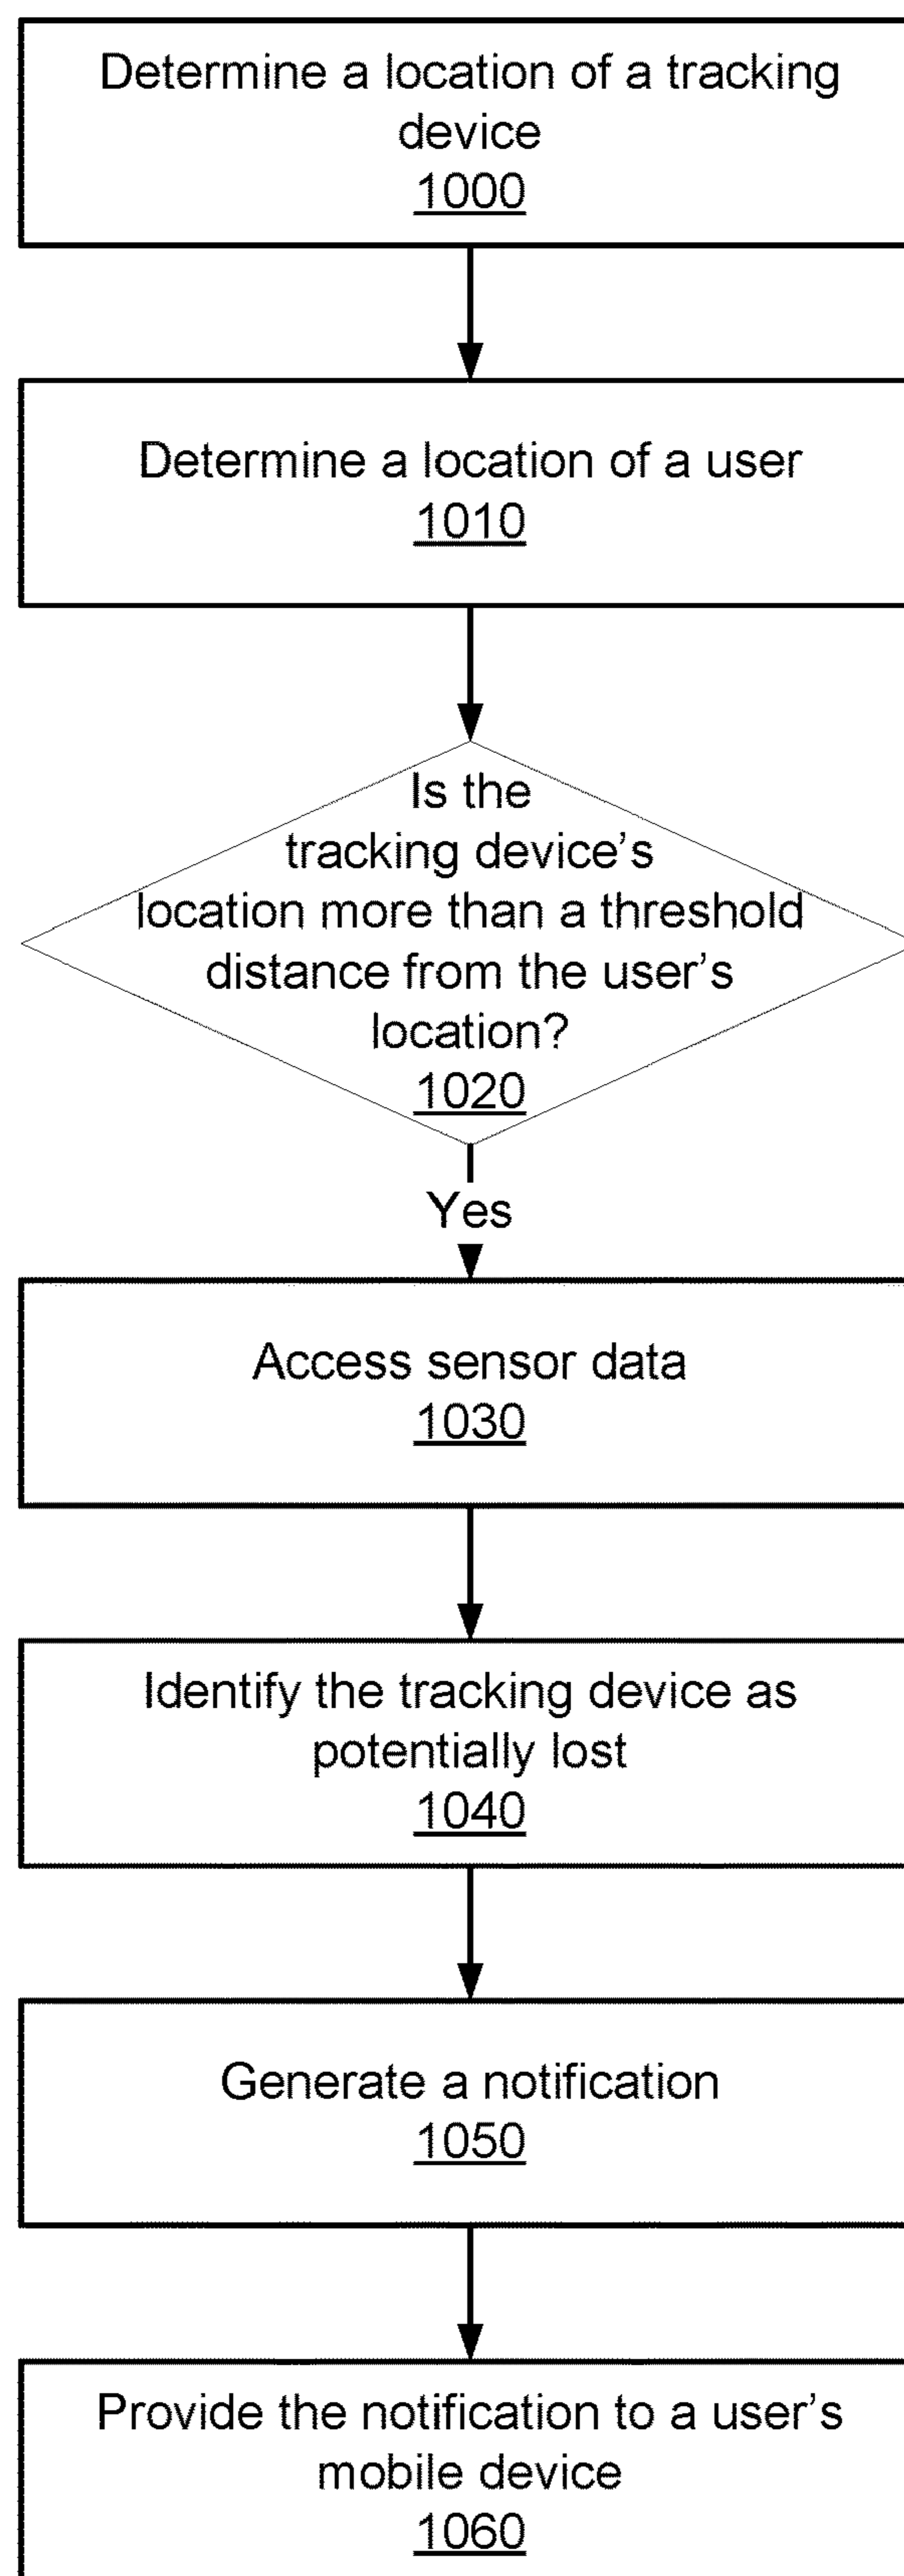 Determine a location of a tracking
device
1000
Determine a location of a user
1010
Is the
tracking device's
location more than a threshold
distance from the user's
location?
1020
Yes
Access sensor data
1030
Identify the tracking device as
potentially lost
1040
Generate a notification
1050
Provide the notification to a user's
mobile device
1060